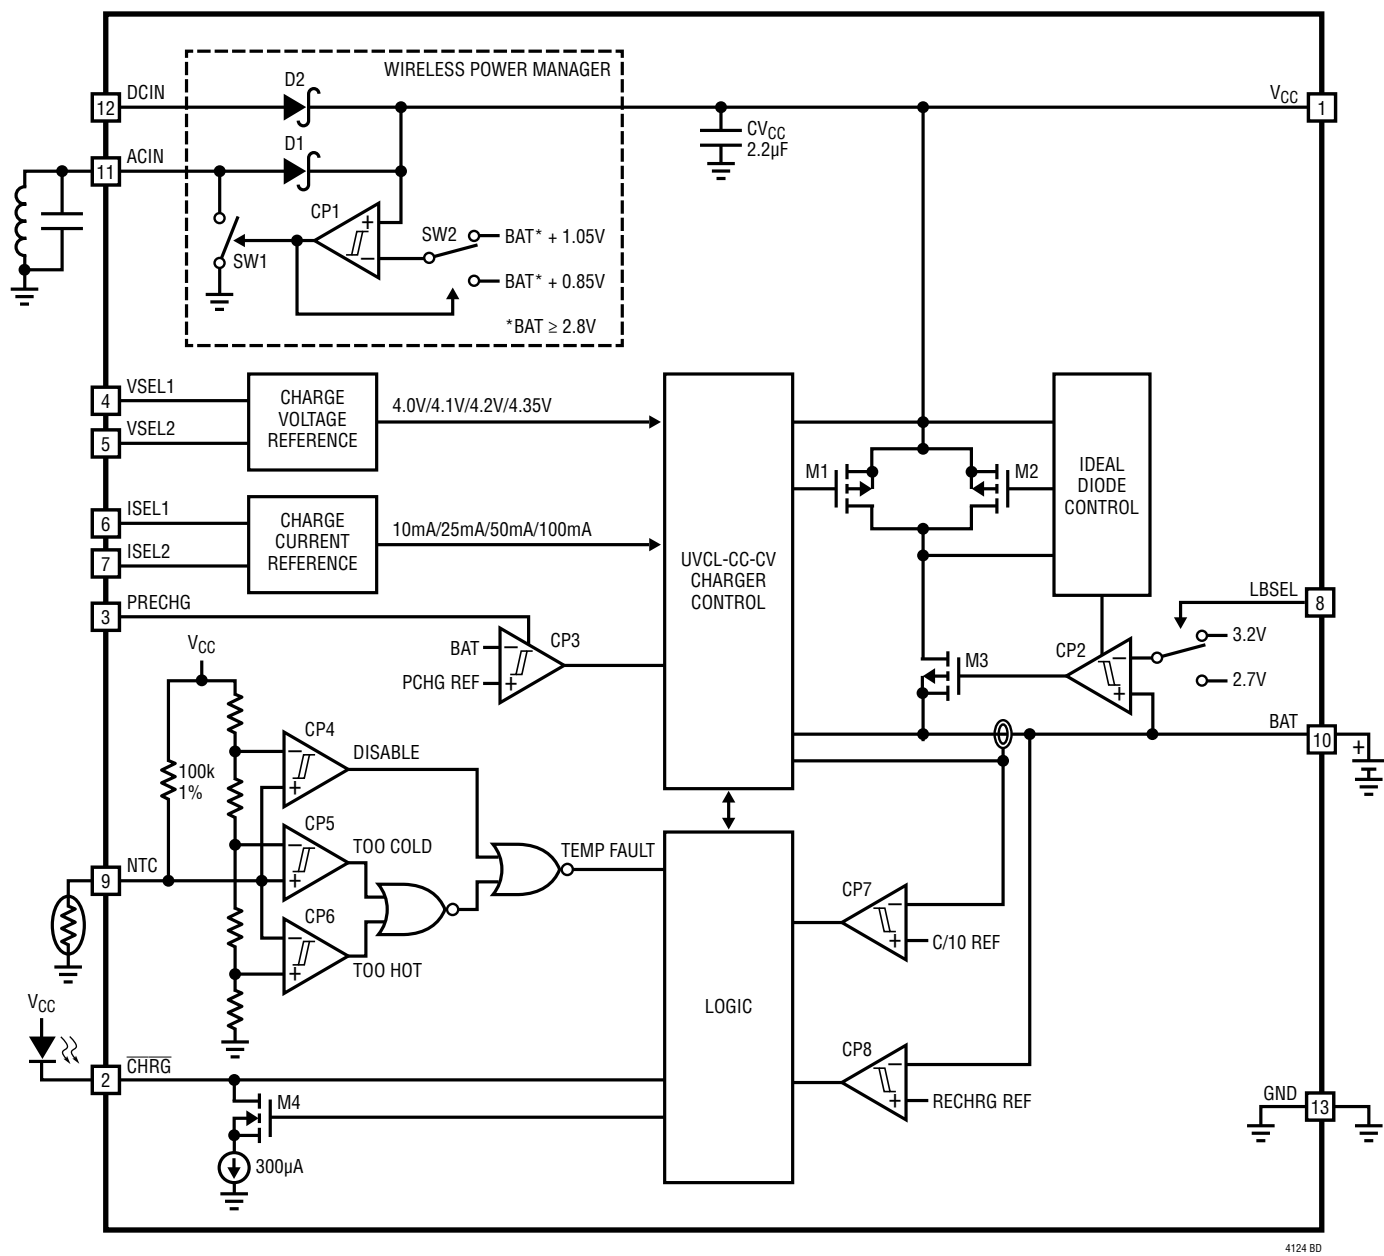 WIRELESS POWER MANAGER
12
DCIN
D2
VCC
1
CVCC
2.2µF
11
ACIN
D1
CP1
+
−
SW1
SW2
BAT* + 1.05V
BAT* + 0.85V
*BAT ≥ 2.8V
4
VSEL1
5
VSEL2
CHARGE
VOLTAGE
REFERENCE
4.0V/4.1V/4.2V/4.35V
6
ISEL1
7
ISEL2
CHARGE
CURRENT
REFERENCE
10mA/25mA/50mA/100mA
UVCL-CC-CV
CHARGER
CONTROL
M1
M2
IDEAL
DIODE
CONTROL
3
PRECHG
BAT
−
PCHG REF
+
CP3
LBSEL
8
3.2V
2.7V
CP2
−
+
M3
BAT
10
+
VCC
100k
1%
CP4
−
+
DISABLE
CP5
−
+
TOO COLD
CP6
−
+
TOO HOT
TEMP FAULT
9
NTC
LOGIC
CP7
−
+
C/10 REF
CP8
−
+
RECHRG REF
VCC
2
CHRG
M4
300µA
GND
13
4124 BD